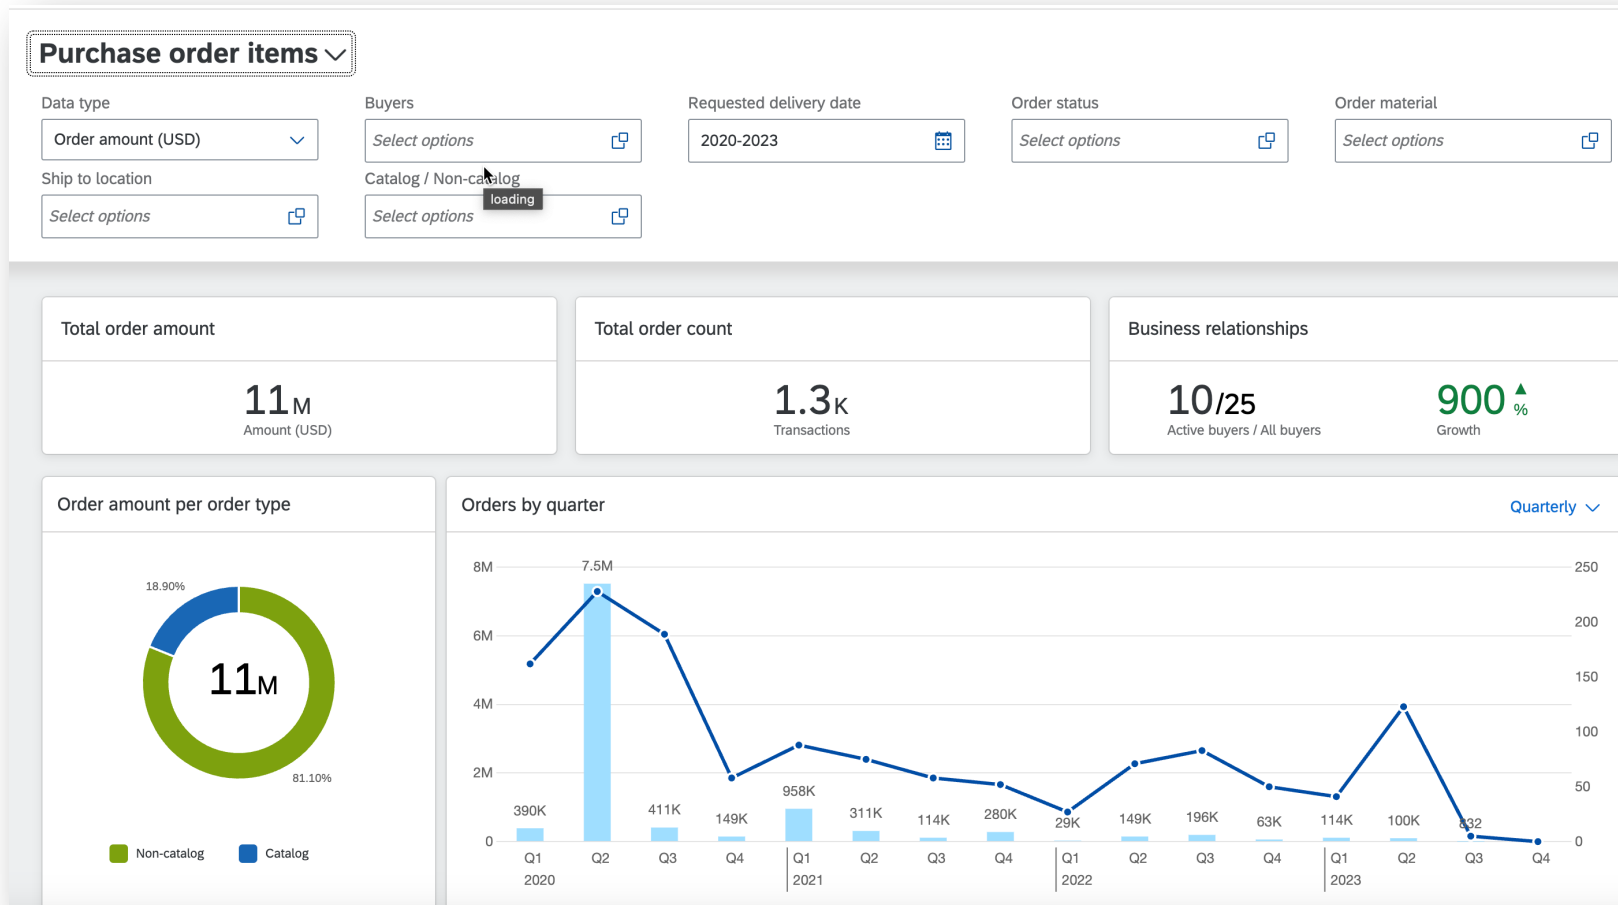 Purchase order items
Data type
Buyers
Requested delivery date
Order status
Order material
Order amount (USD)
Select options
2020-2023
Select options
Select options
Ship to location
Catalog / Non-catalog
loading
Select options
Select options
Total order amount
Total order count
Business relationships
11 M
Amount (USD)
1.3 K
Transactions
10/25
Active buyers / All buyers
900 %
Growth
Order amount per order type
18.90%
11M
81.10%
Non-catalog
Catalog
Orders by quarter
Quarterly
8M
6M
4M
2M
0
250
200
150
100
50
0
390K
7.5M
411K
149K
958K
311K
114K
280K
29K
149K
196K
63K
114K
100K
832
Q1 Q2 Q3 Q4 Q1 Q2 Q3 Q4 Q1 Q2 Q3 Q4 Q1 Q2 Q3 Q4
2020 2021 2022 2023